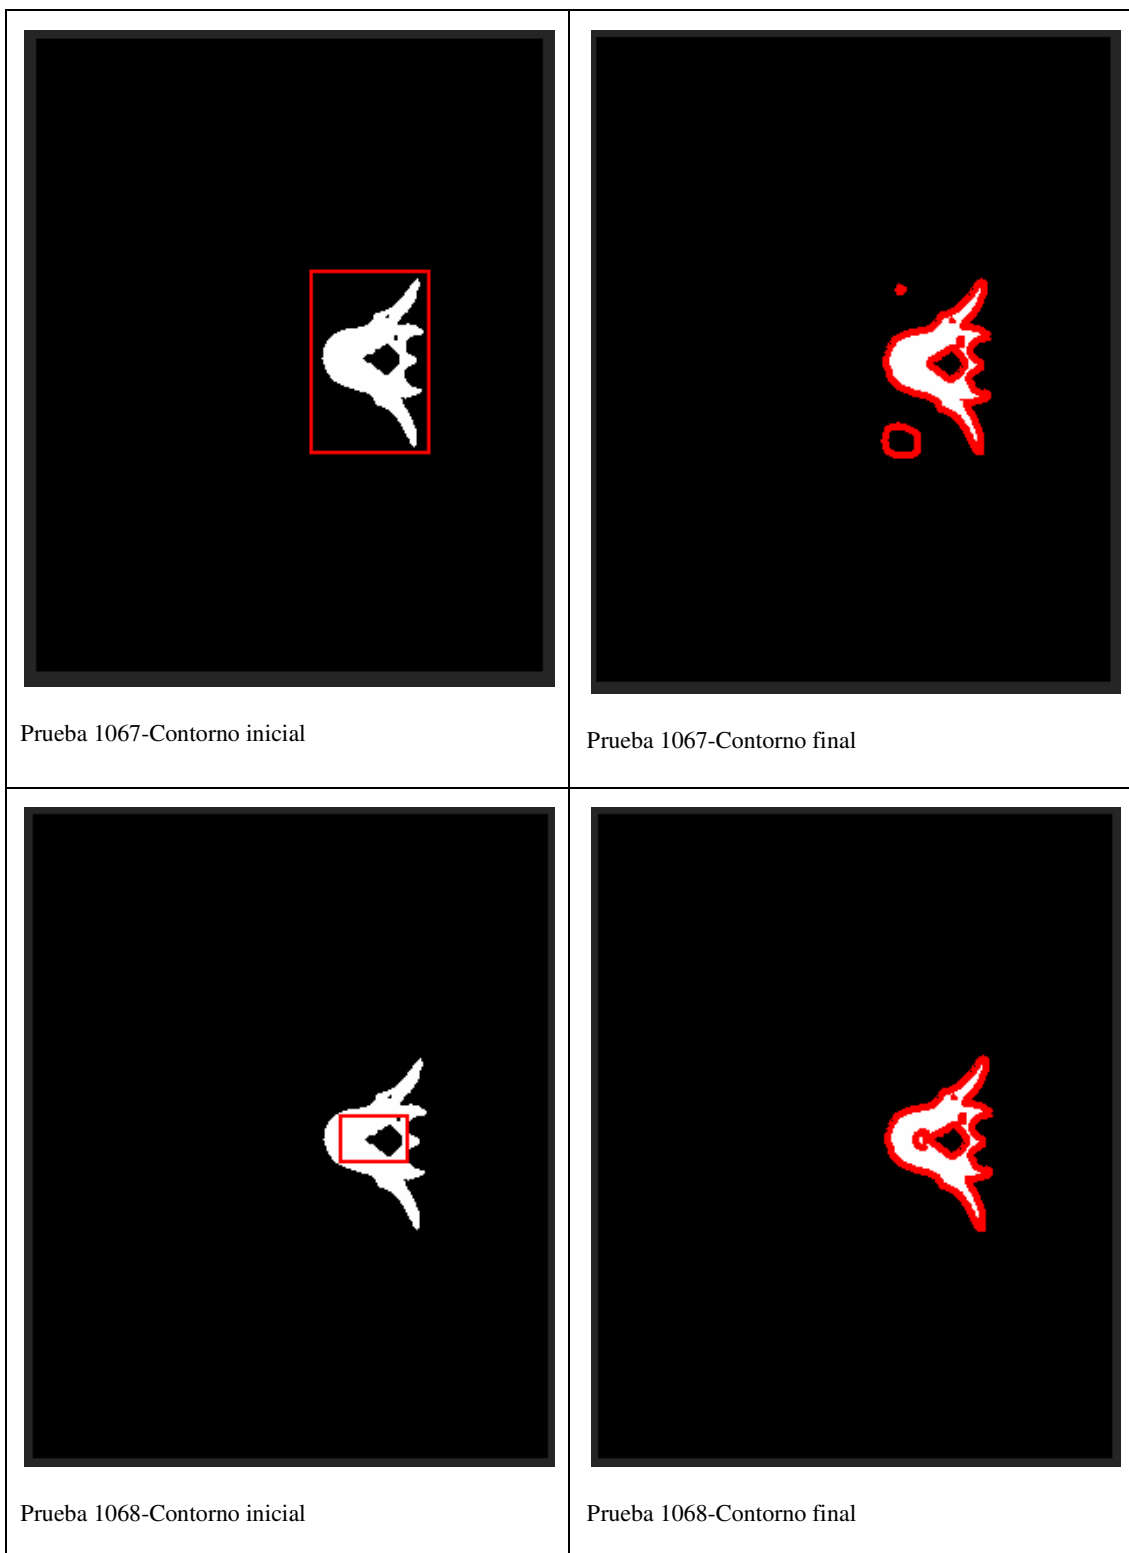 Prueba 1067-Contorno inicial
Prueba 1067-Contorno final
Prueba 1068-Contorno inicial
Prueba 1068-Contorno final